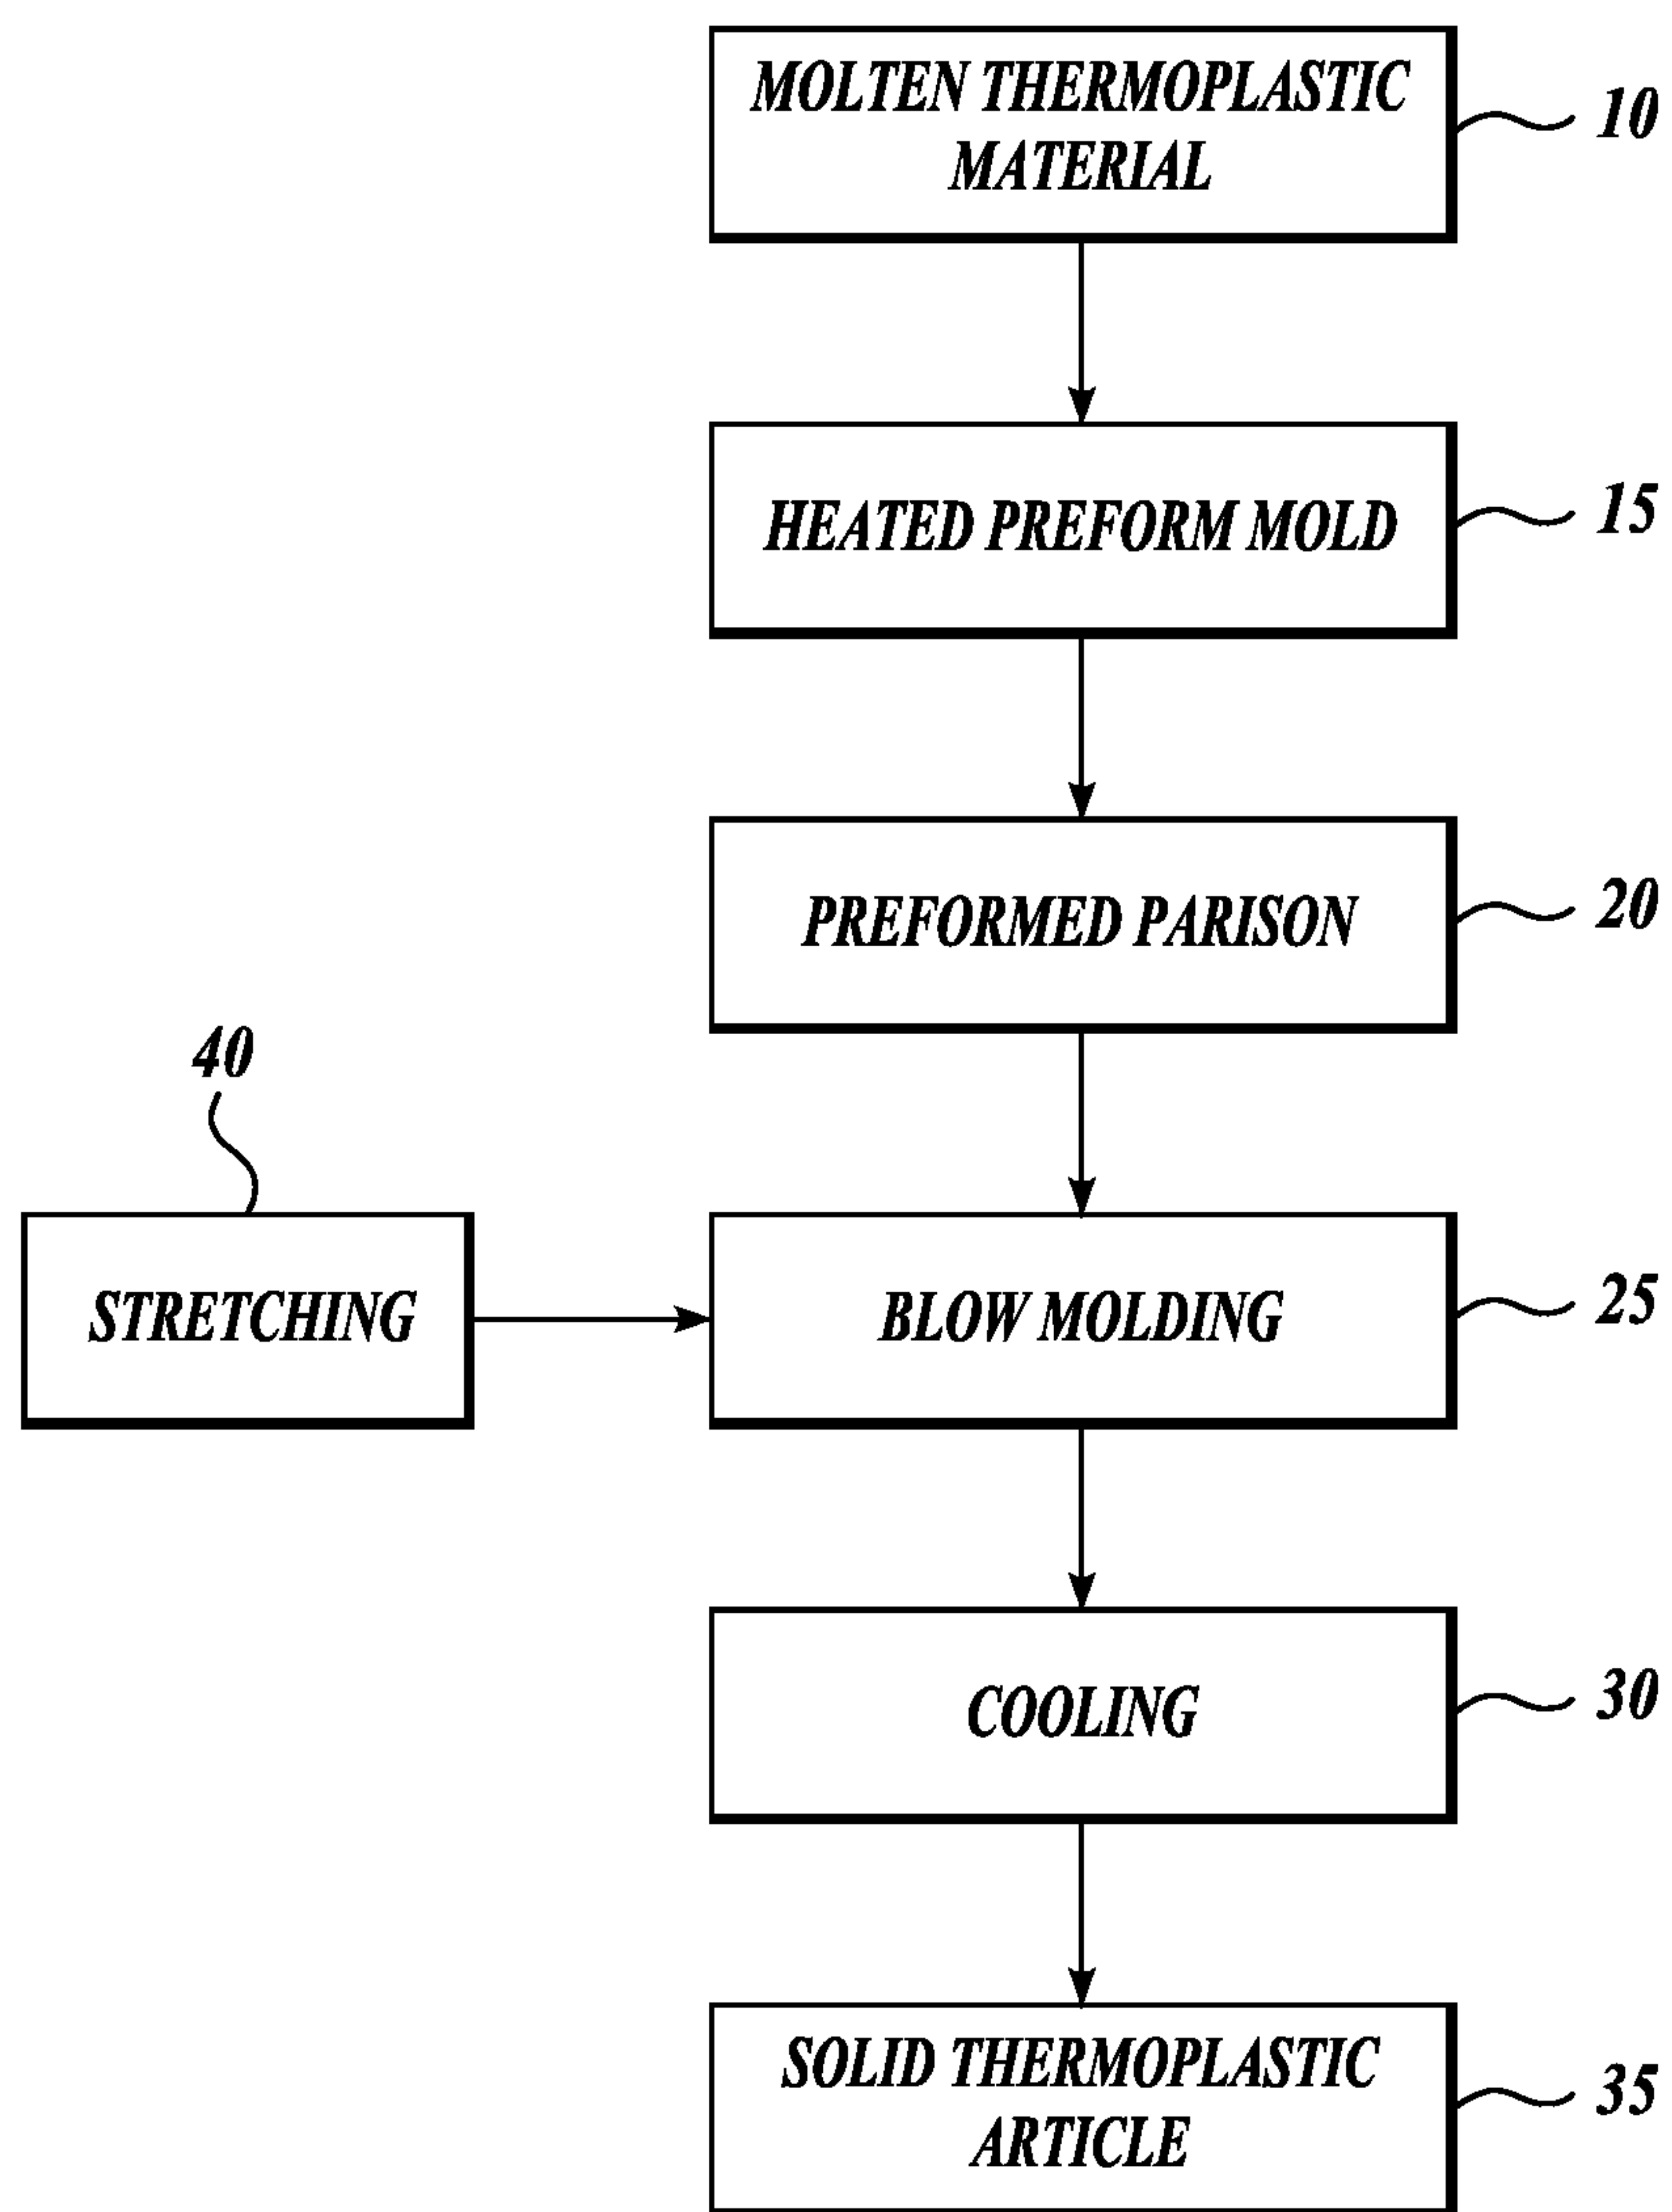 MOLTEN THERMOPLASTIC
MATERIAL
10
HEATED PREFORM MOLD
15
PREFORMED PARISON
20
40
STRETCHING
BLOW MOLDING
25
COOLING
30
SOLID THERMOPLASTIC
ARTICLE
35